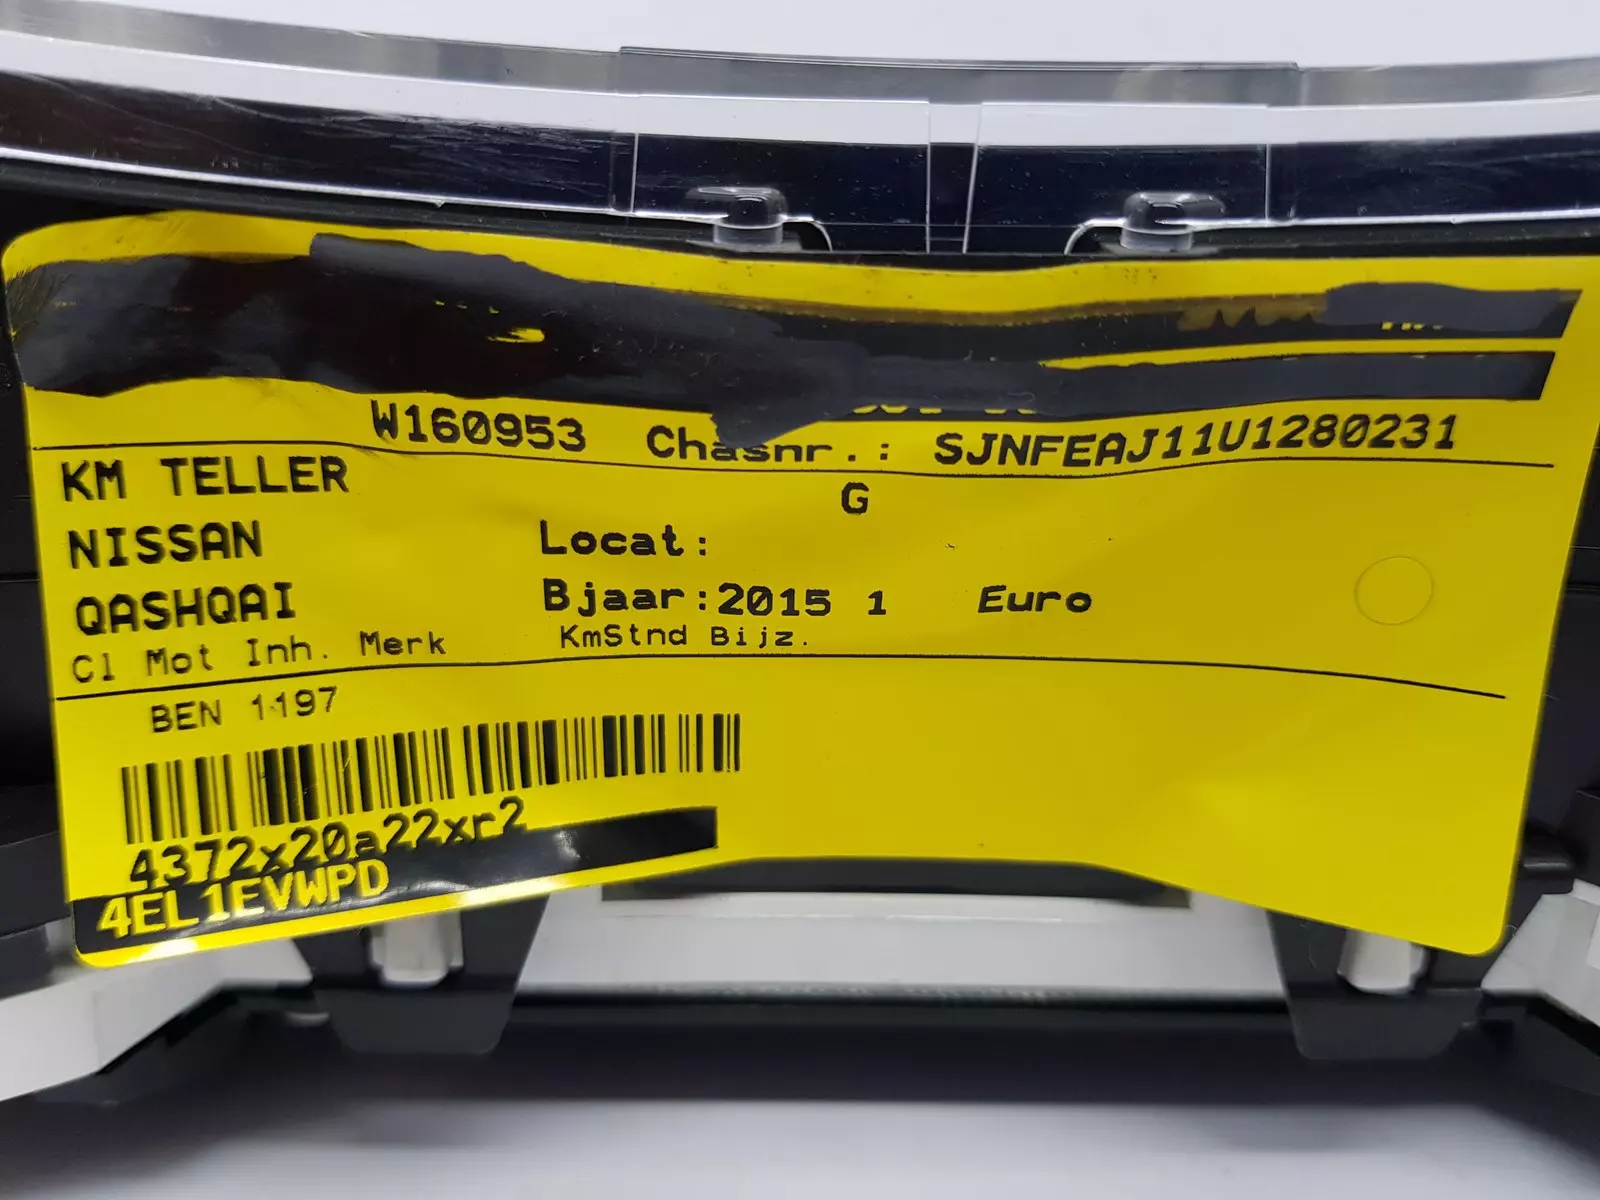 W160953 Chasnr.: SJNFEAJ11U1280231
KM TELLER
G
NISSAN Locat:
QASHQAI Bjaar:2015 1 Euro
Cl Mot Inh. Merk KmStnd Bijz.
BEN 1197
4372x20a22xr2
4EL1EVWPD